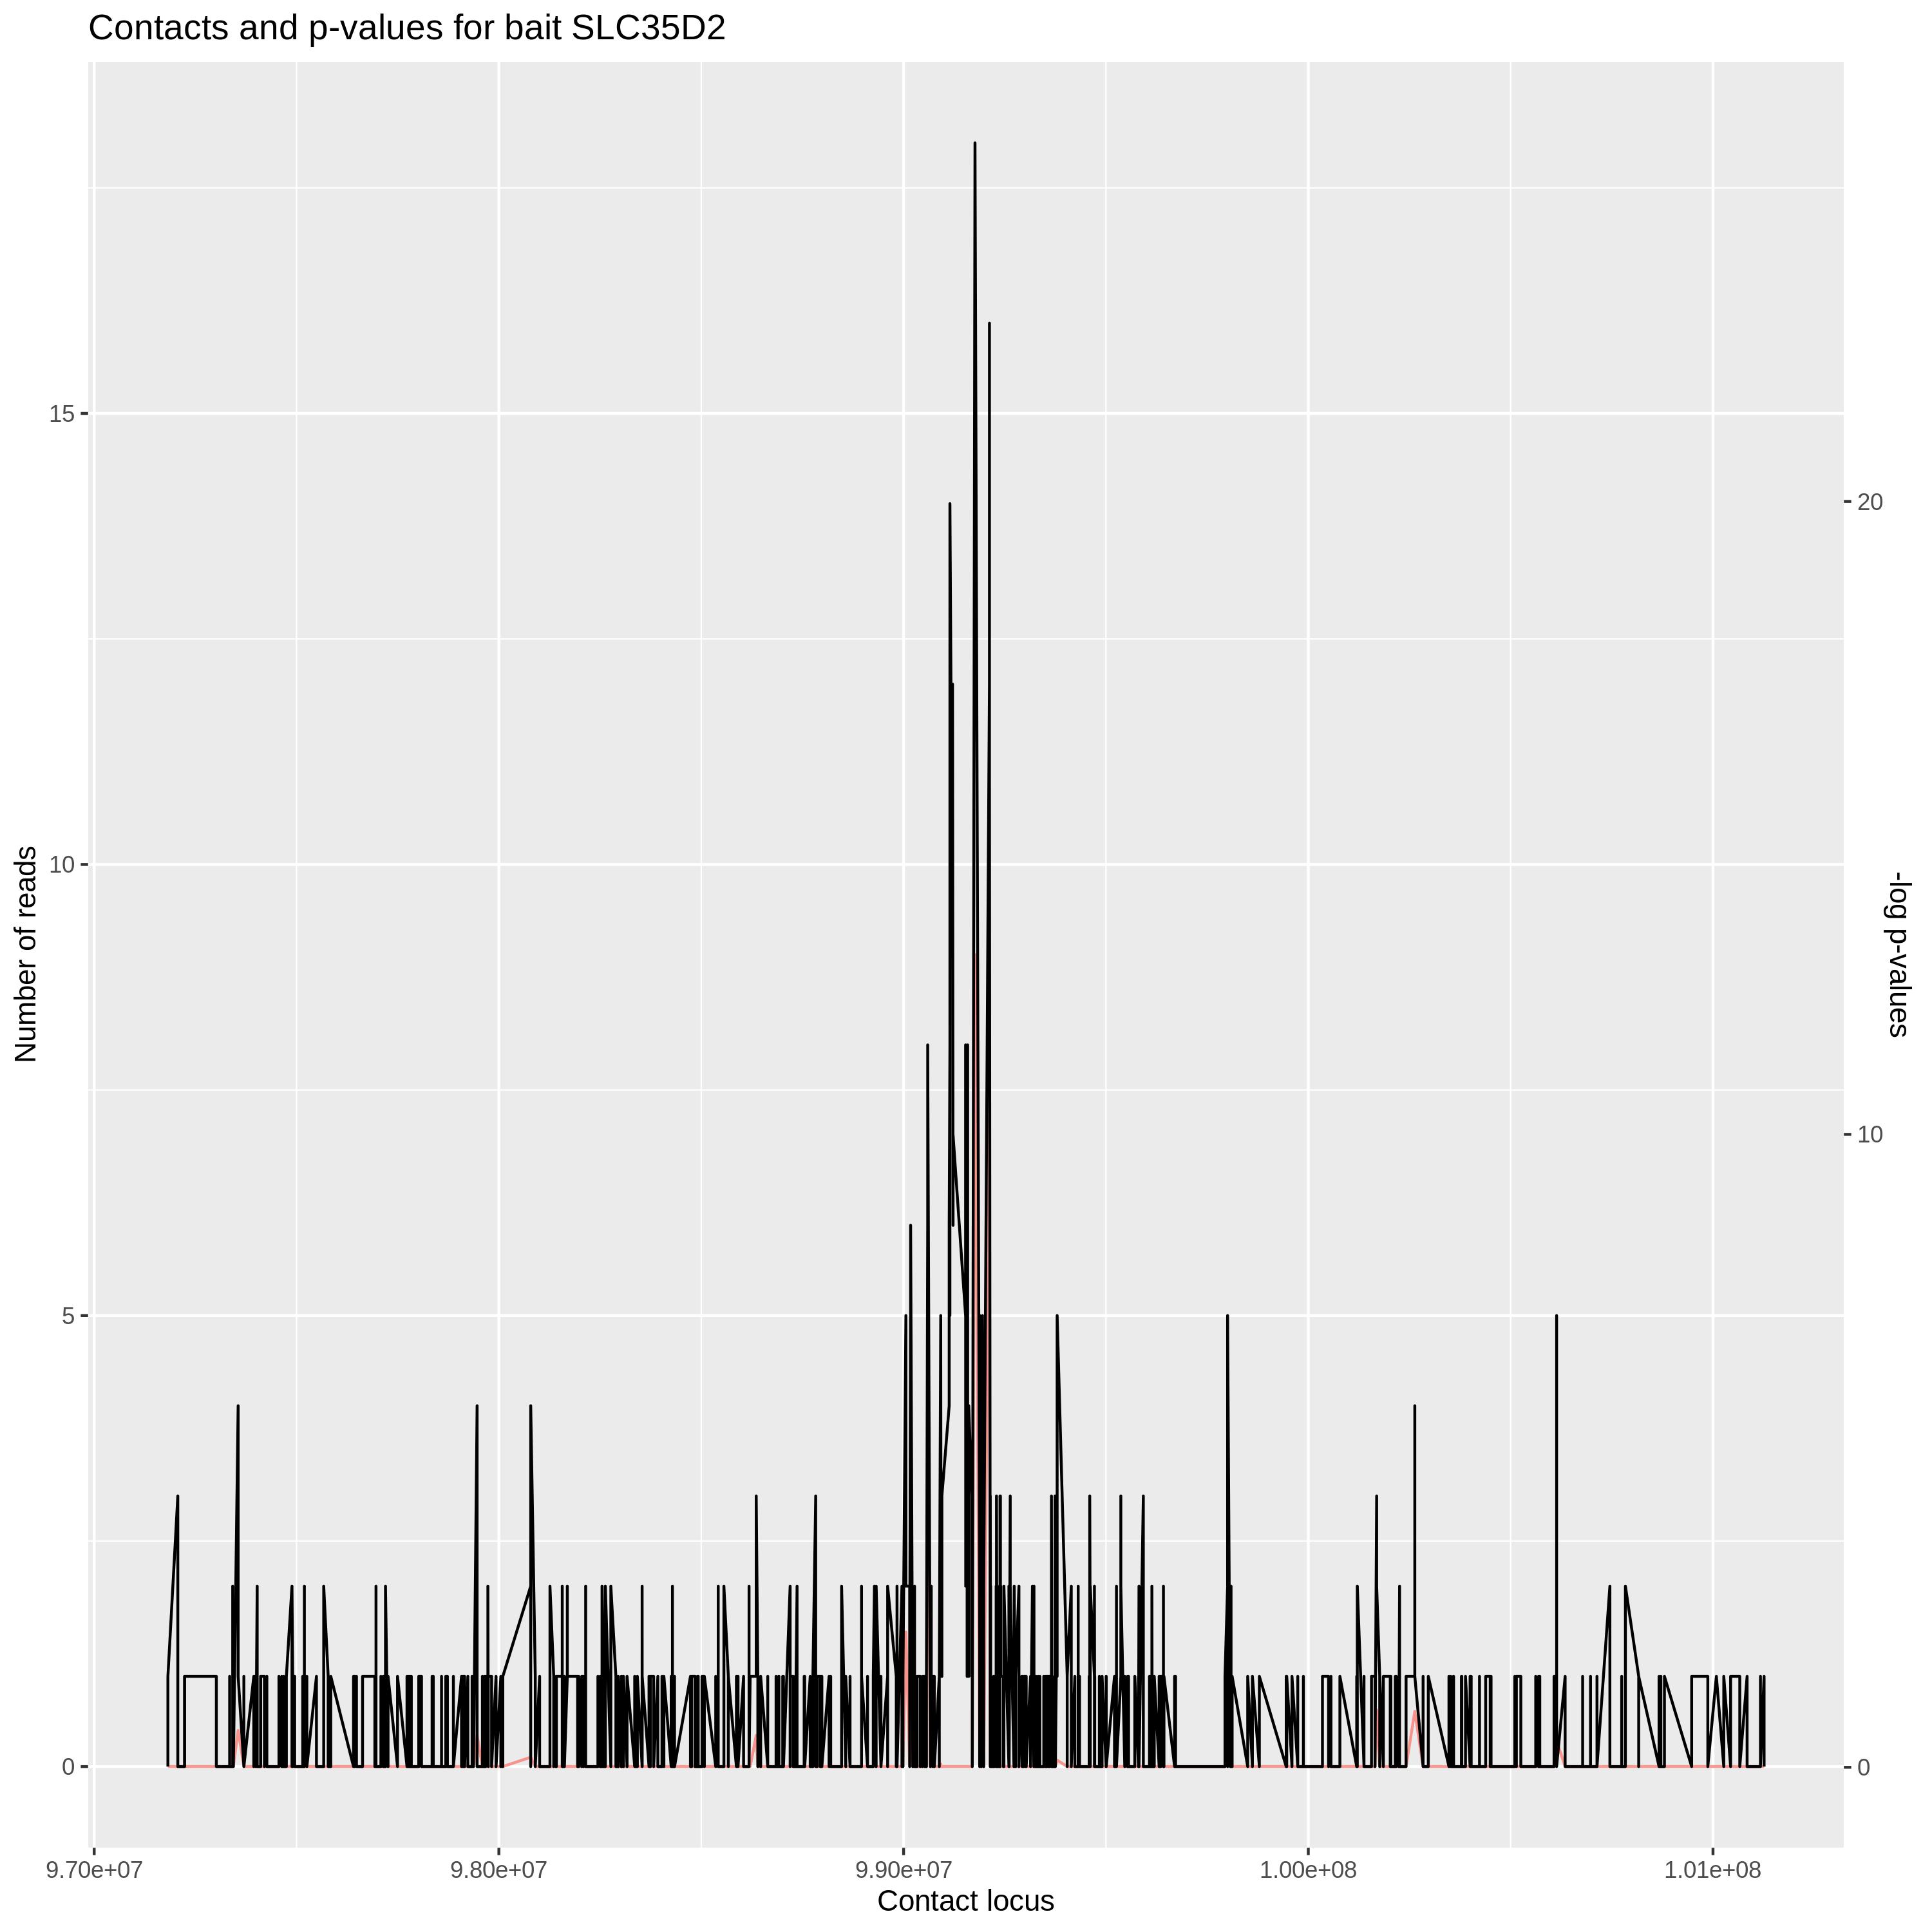 Contacts and p-values for bait SLC35D2
15
10
5
0
Number of reads
20
10
0
-log p-values
9.70e+07
9.80e+07
9.90e+07
1.00e+08
1.01e+08
Contact locus